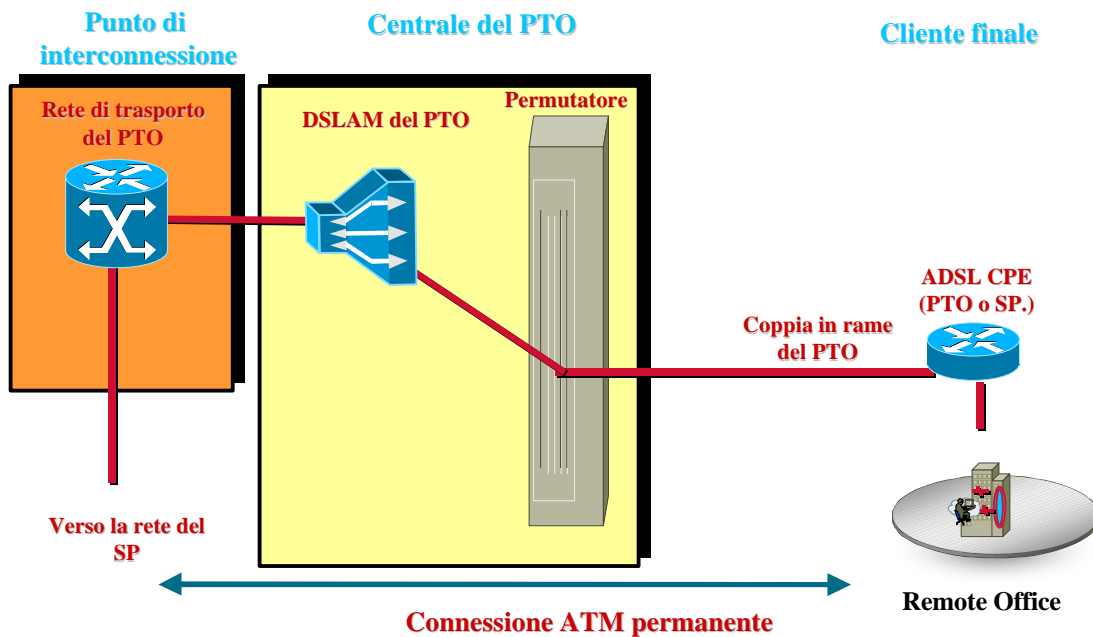 Punto di
interconnessione
Centrale del PTO
Cliente finale
Rete di trasporto
del PTO
DSLAM del PTO
Permutatore
ADSL CPE
(PTO o SP.)
Coppia in rame
del PTO
Verso la rete del
SP
Remote Office
Connessione ATM permanente